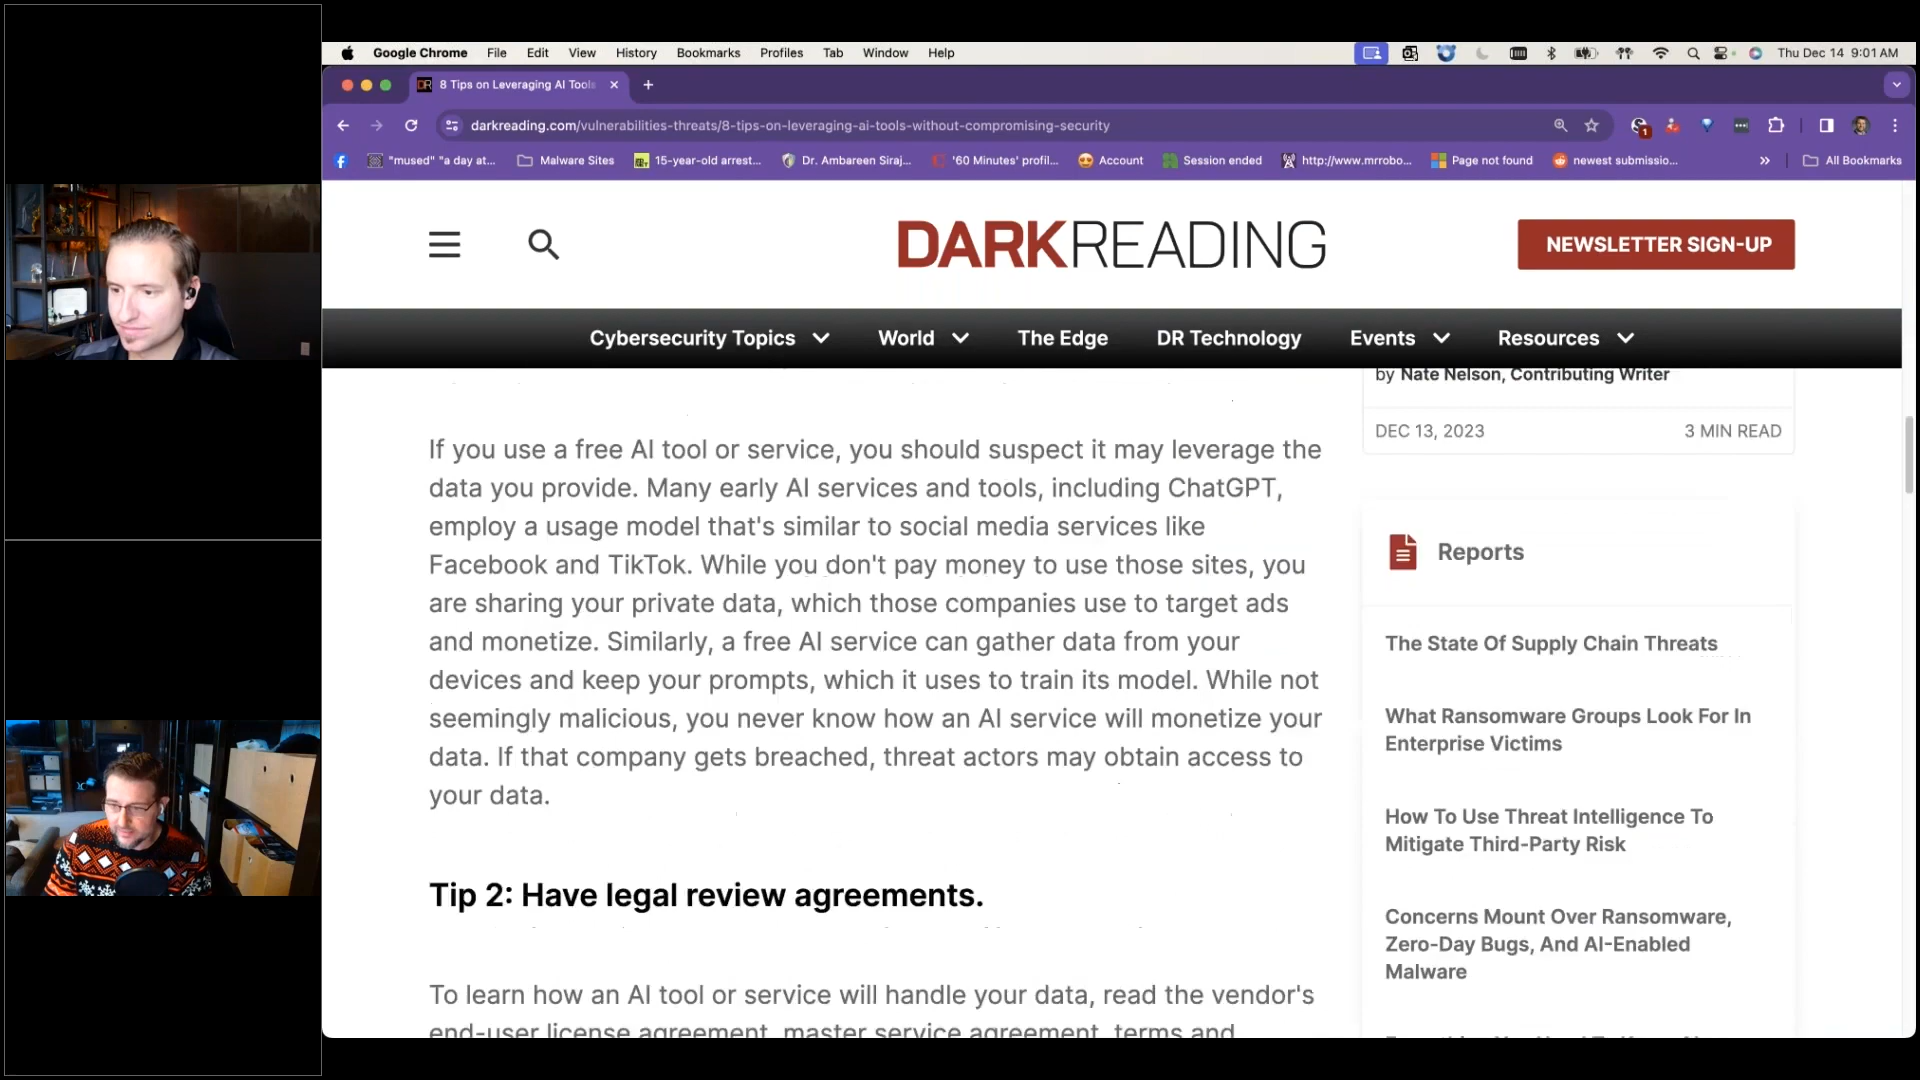 Google Chrome File Edit View History Bookmarks Profiles Tab Window Help Thu Dec 14 9:01 AM
8 Tips on Leveraging AI Tools
darkreading.com/vulnerabilities-threats/8-tips-on-leveraging-ai-tools-without-compromising-security
"mused" "a day at... Malware Sites 15-year-old arrest... Dr. Ambareen Siraj... '60 Minutes' profil... Account Session ended http://www.mrrobo... Page not found newest submissio... » All Bookmarks
DARKREADING
NEWSLETTER SIGN-UP
Cybersecurity Topics World The Edge DR Technology Events Resources
by Nate Nelson, Contributing Writer
DEC 13, 2023 3 MIN READ
If you use a free AI tool or service, you should suspect it may leverage the
data you provide. Many early AI services and tools, including ChatGPT,
employ a usage model that's similar to social media services like
Facebook and TikTok. While you don't pay money to use those sites, you
are sharing your private data, which those companies use to target ads
and monetize. Similarly, a free AI service can gather data from your
devices and keep your prompts, which it uses to train its model. While not
seemingly malicious, you never know how an AI service will monetize your
data. If that company gets breached, threat actors may obtain access to
your data.
Tip 2: Have legal review agreements.
To learn how an AI tool or service will handle your data, read the vendor's
end-user license agreement, master service agreement, terms and
Reports
The State Of Supply Chain Threats
What Ransomware Groups Look For In
Enterprise Victims
How To Use Threat Intelligence To
Mitigate Third-Party Risk
Concerns Mount Over Ransomware,
Zero-Day Bugs, And AI-Enabled
Malware